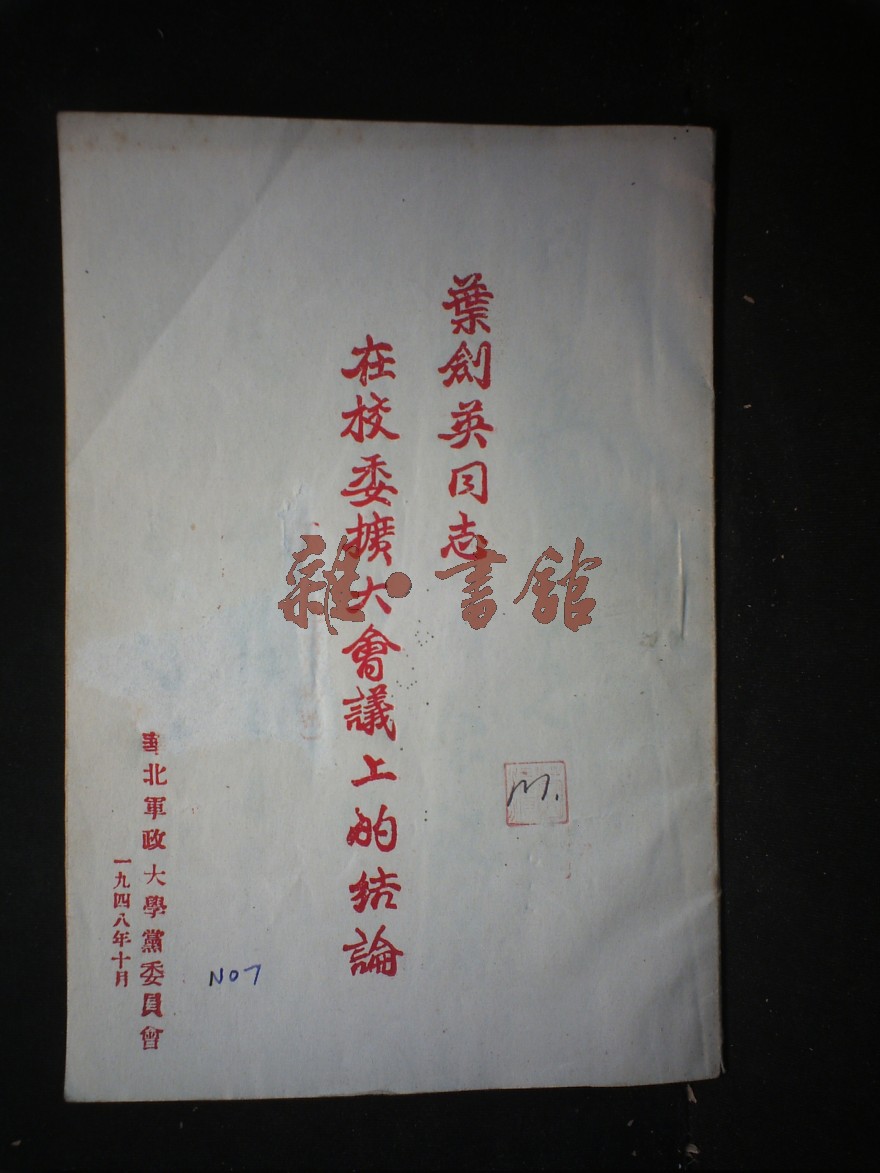 葉劍英同志
在校委擴大會議上的結論
華北軍政大學黨委員會
一九四八年十月
NO7
雜·書館